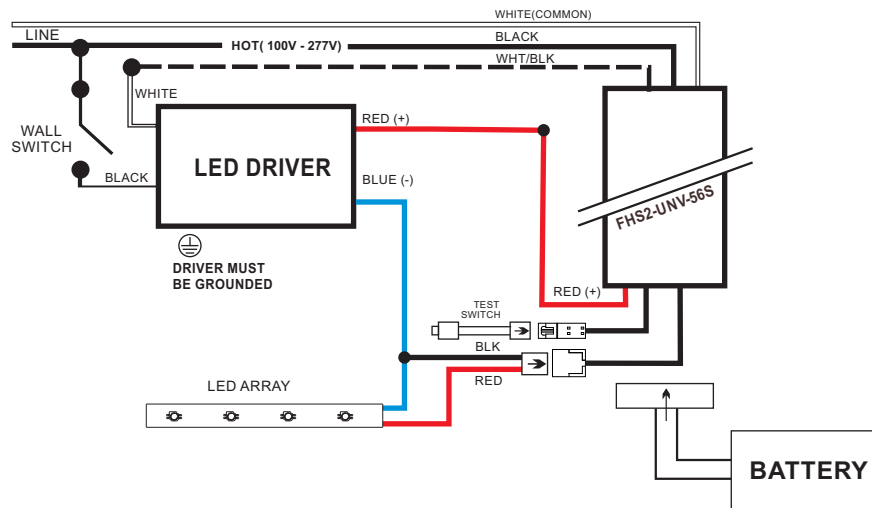 WHITE(COMMON)
LINE
BLACK
HOT( 100V - 277V)
WHT/BLK
WHITE
WALL
SWITCH
RED (+)
LED DRIVER
BLACK
BLUE (-)
FHS2-UNV-56S
DRIVER MUST
BE GROUNDED
RED (+)
TEST
SWITCH
BLK
RED
LED ARRAY
BATTERY